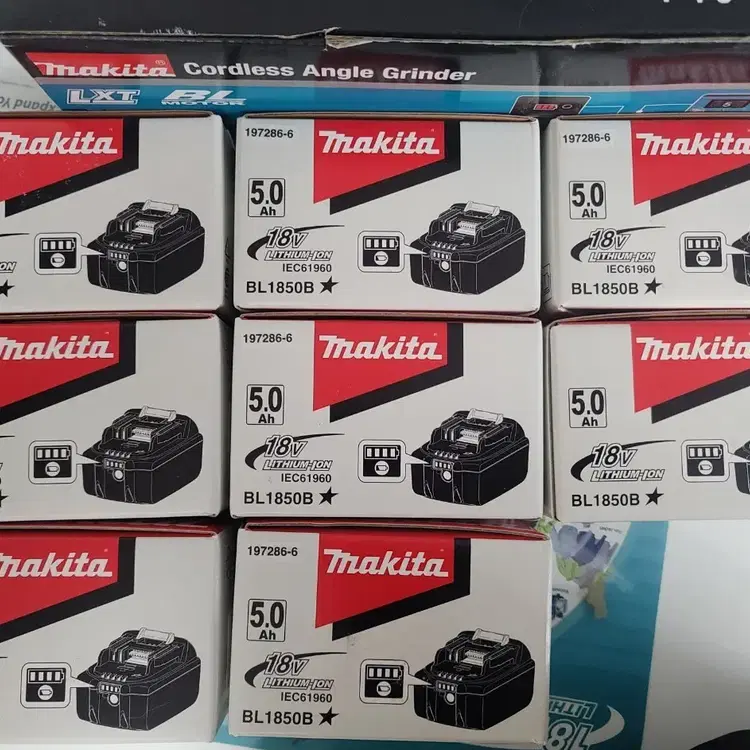 makita® Cordless Angle Grinder
LXT BL MOTOR
makita
197286-6
makita
5.0
Ah
18V
LITHIUM-ION
IEC61960
BL1850B ★
197286-6
makita
5.0
Ah
18V
LITHIUM-ION
IEC61960
BL1850B ★
makita
197286-6
makita
5.0
Ah
18V
LITHIUM-ION
IEC61960
BL1850B ★
makita
5.0
Ah
18V
LITHIUM-ION
BL1850B ★
makita
197286-6
makita
5.0
Ah
18V
LITHIUM-ION
IEC61960
BL1850B ★